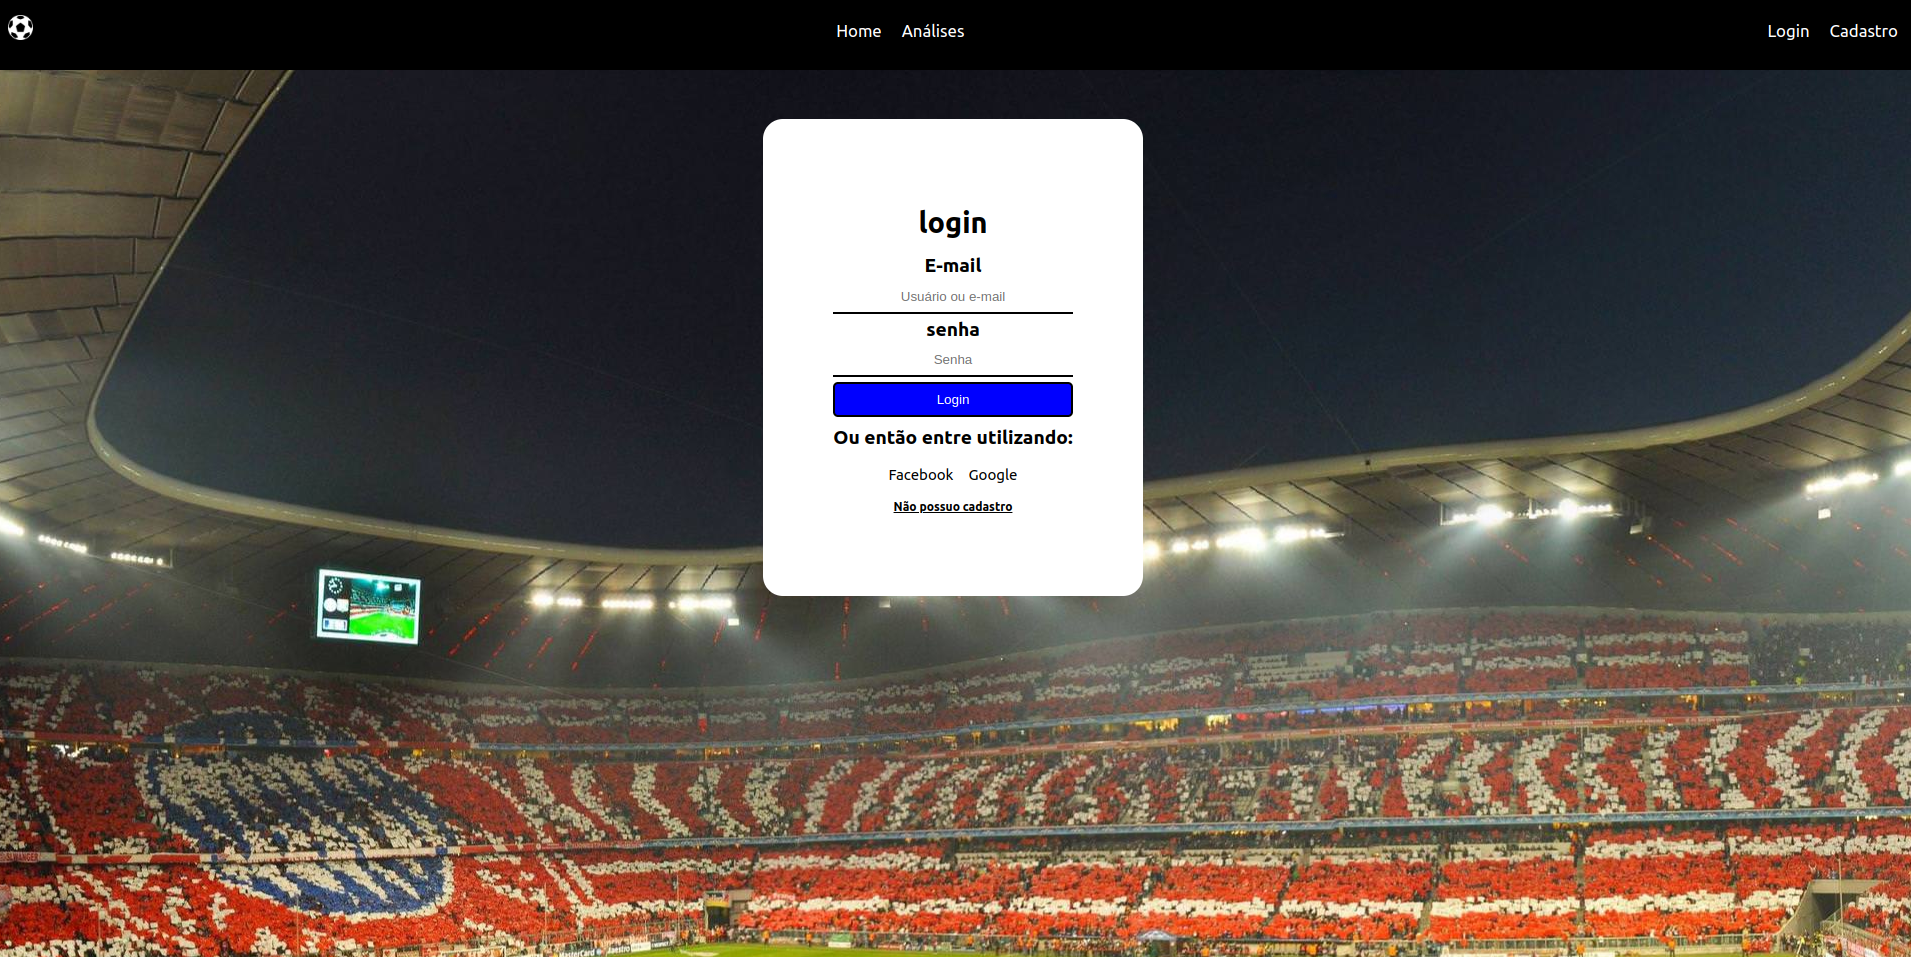 Home Análises Login Cadastro
login
E-mail
Usuário ou e-mail
senha
Senha
Login
Ou então entre utilizando:
Facebook Google
Não possuo cadastro